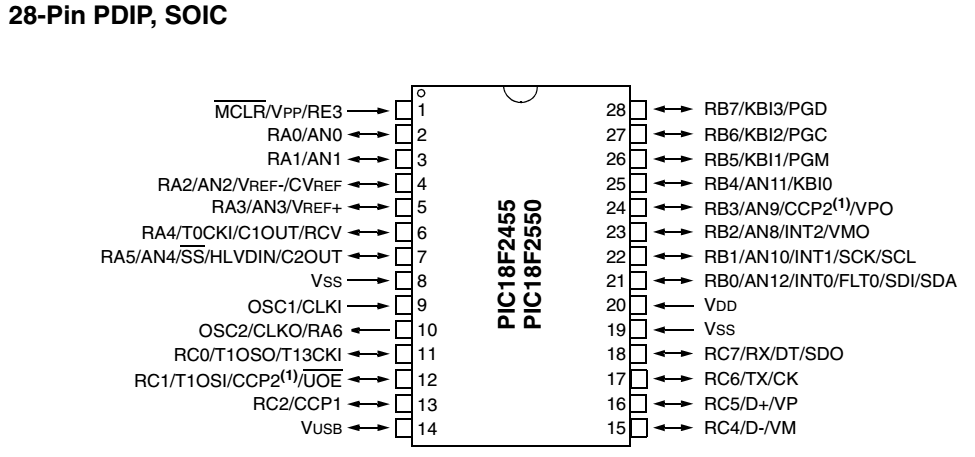 28-Pin PDIP, SOIC
MCLR/VPP/RE3 1
RA0/AN0 2
RA1/AN1 3
RA2/AN2/VREF-/CVREF 4
RA3/AN3/VREF+ 5
RA4/T0CKI/C1OUT/RCV 6
RA5/AN4/SS/HLVDIN/C2OUT 7
VSS 8
OSC1/CLKI 9
OSC2/CLKO/RA6 10
RC0/T1OSO/T13CKI 11
RC1/T1OSI/CCP2(1)/UOE 12
RC2/CCP1 13
VUSB 14
PIC18F2455
PIC18F2550
28 RB7/KBI3/PGD
27 RB6/KBI2/PGC
26 RB5/KBI1/PGM
25 RB4/AN11/KBI0
24 RB3/AN9/CCP2(1)/VPO
23 RB2/AN8/INT2/VMO
22 RB1/AN10/INT1/SCK/SCL
21 RB0/AN12/INT0/FLT0/SDI/SDA
20 VDD
19 VSS
18 RC7/RX/DT/SDO
17 RC6/TX/CK
16 RC5/D+/VP
15 RC4/D-/VM